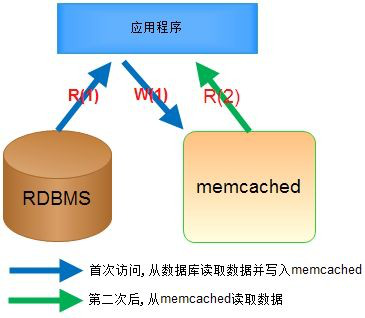 应用程序
R(1)
W(1)
R(2)
RDBMS
memcached
首次访问, 从数据库读取数据并写入memcached
第二次后, 从memcached读取数据